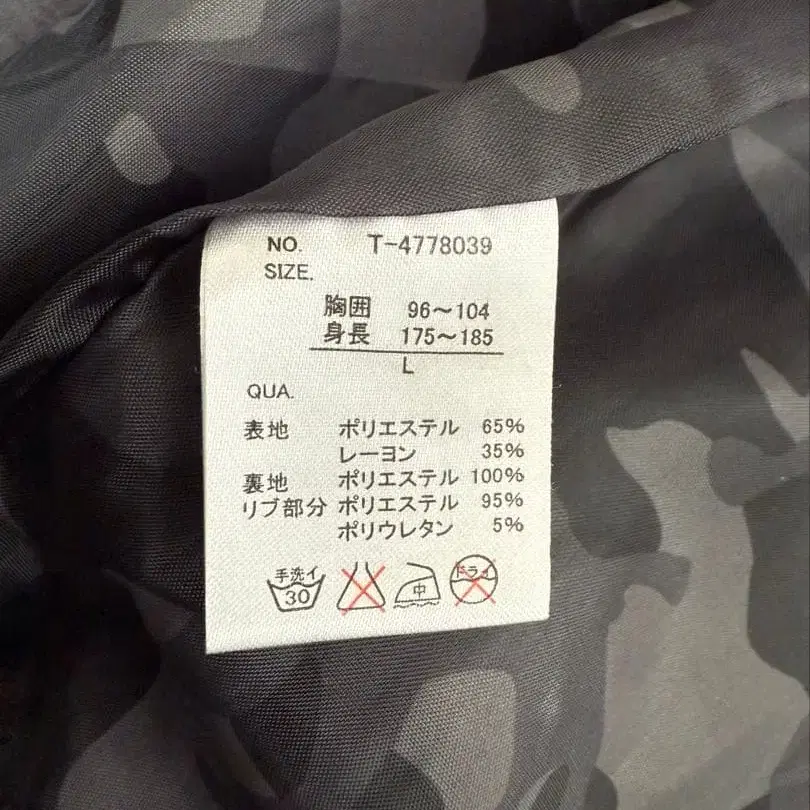 NO. T-4778039
SIZE.
胸囲 96～104
身長 175～185
L
QUA.
表地 ポリエステル 65%
レーヨン 35%
裏地 ポリエステル 100%
リブ部分 ポリエステル 95%
ポリウレタン 5%
手洗イ 中 ドライ
30